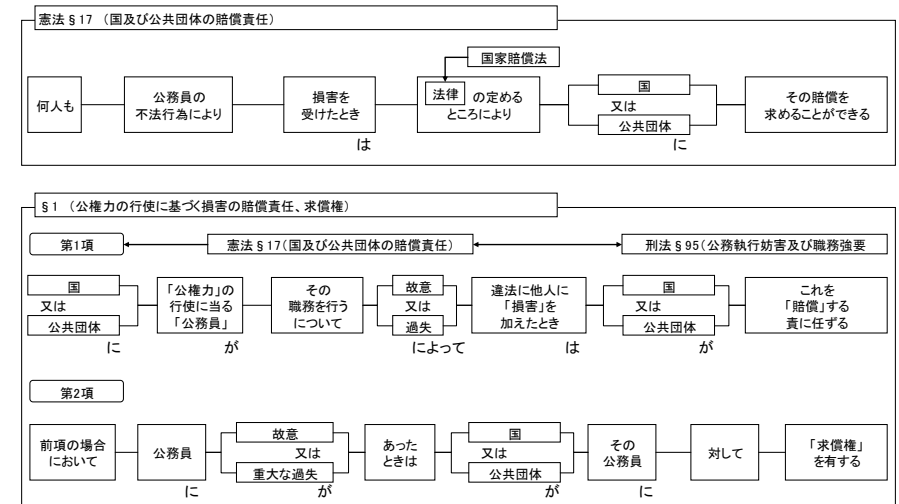 憲法§17 (国及び公共団体の賠償責任)
国家賠償法
何人も
公務員の
不法行為により
損害を
受けたとき
は
法律 の定める
ところにより
国
又は
公共団体
に
その賠償を
求めることができる
§1 (公権力の行使に基づく損害の賠償責任、求償権)
第1項
憲法§17(国及び公共団体の賠償責任)
刑法§95(公務執行妨害及び職務強要
国
又は
公共団体
に
「公権力」の
行使に当る
「公務員」
が
その
職務を行う
について
故意
又は
過失
によって
違法に他人に
「損害」を
加えたとき
は
国
又は
公共団体
が
これを
「賠償」する
責に任ずる
第2項
前項の場合
において
公務員
に
故意
又は
重大な過失
が
あった
ときは
国
又は
公共団体
が
その
公務員
に
対して
「求償権」
を有する